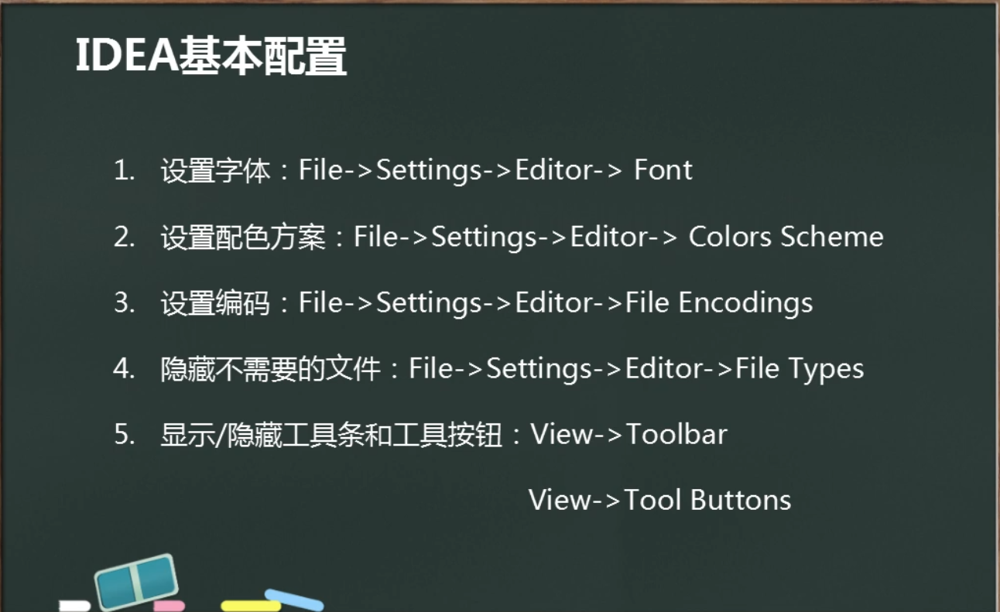 IDEA基本配置
1. 设置字体：File->Settings->Editor-> Font
2. 设置配色方案：File->Settings->Editor-> Colors Scheme
3. 设置编码：File->Settings->Editor->File Encodings
4. 隐藏不需要的文件：File->Settings->Editor->File Types
5. 显示/隐藏工具条和工具按钮：View->Toolbar
View->Tool Buttons